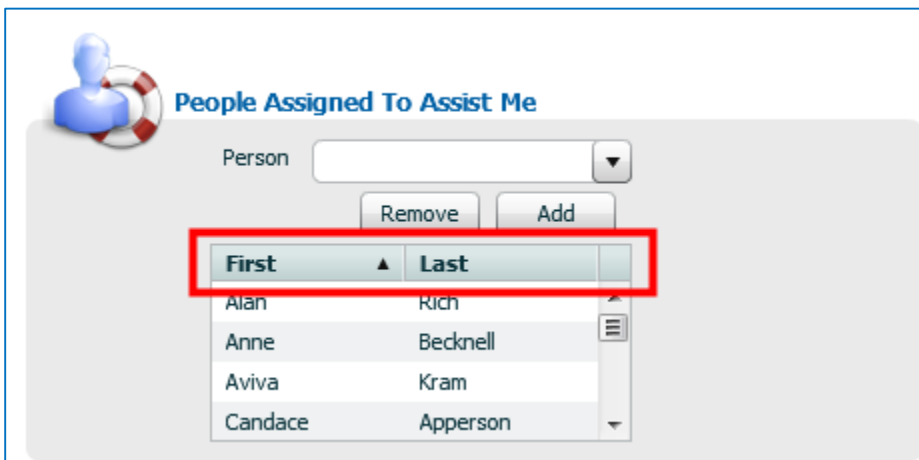 People Assigned To Assist Me
Person
Remove Add
First Last
Alan Rich
Anne Becknell
Aviva Kram
Candace Apperson